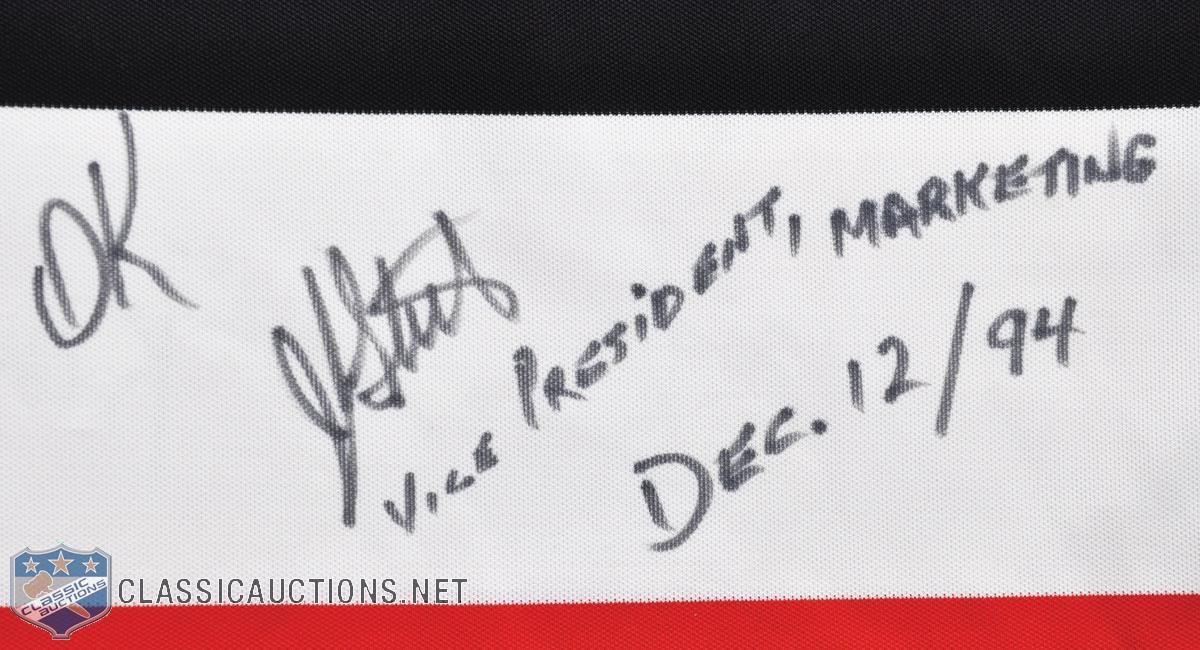 OK
VICE PRESIDENT, MARKETING
DEC. 12/94
CLASSIC AUCTIONS
CLASSICAUCTIONS.NET